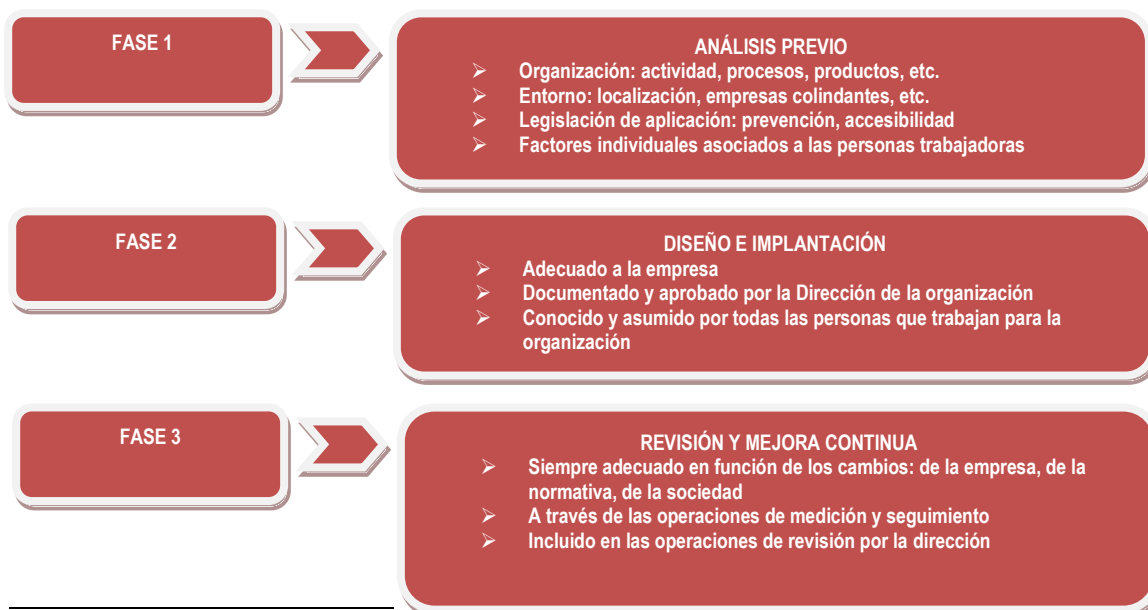 FASE 1
ANÁLISIS PREVIO
➢ Organización: actividad, procesos, productos, etc.
➢ Entorno: localización, empresas colindantes, etc.
➢ Legislación de aplicación: prevención, accesibilidad
➢ Factores individuales asociados a las personas trabajadoras
FASE 2
DISEÑO E IMPLANTACIÓN
➢ Adecuado a la empresa
➢ Documentado y aprobado por la Dirección de la organización
➢ Conocido y asumido por todas las personas que trabajan para la
organización
FASE 3
REVISIÓN Y MEJORA CONTINUA
➢ Siempre adecuado en función de los cambios: de la empresa, de la
normativa, de la sociedad
➢ A través de las operaciones de medición y seguimiento
➢ Incluido en las operaciones de revisión por la dirección